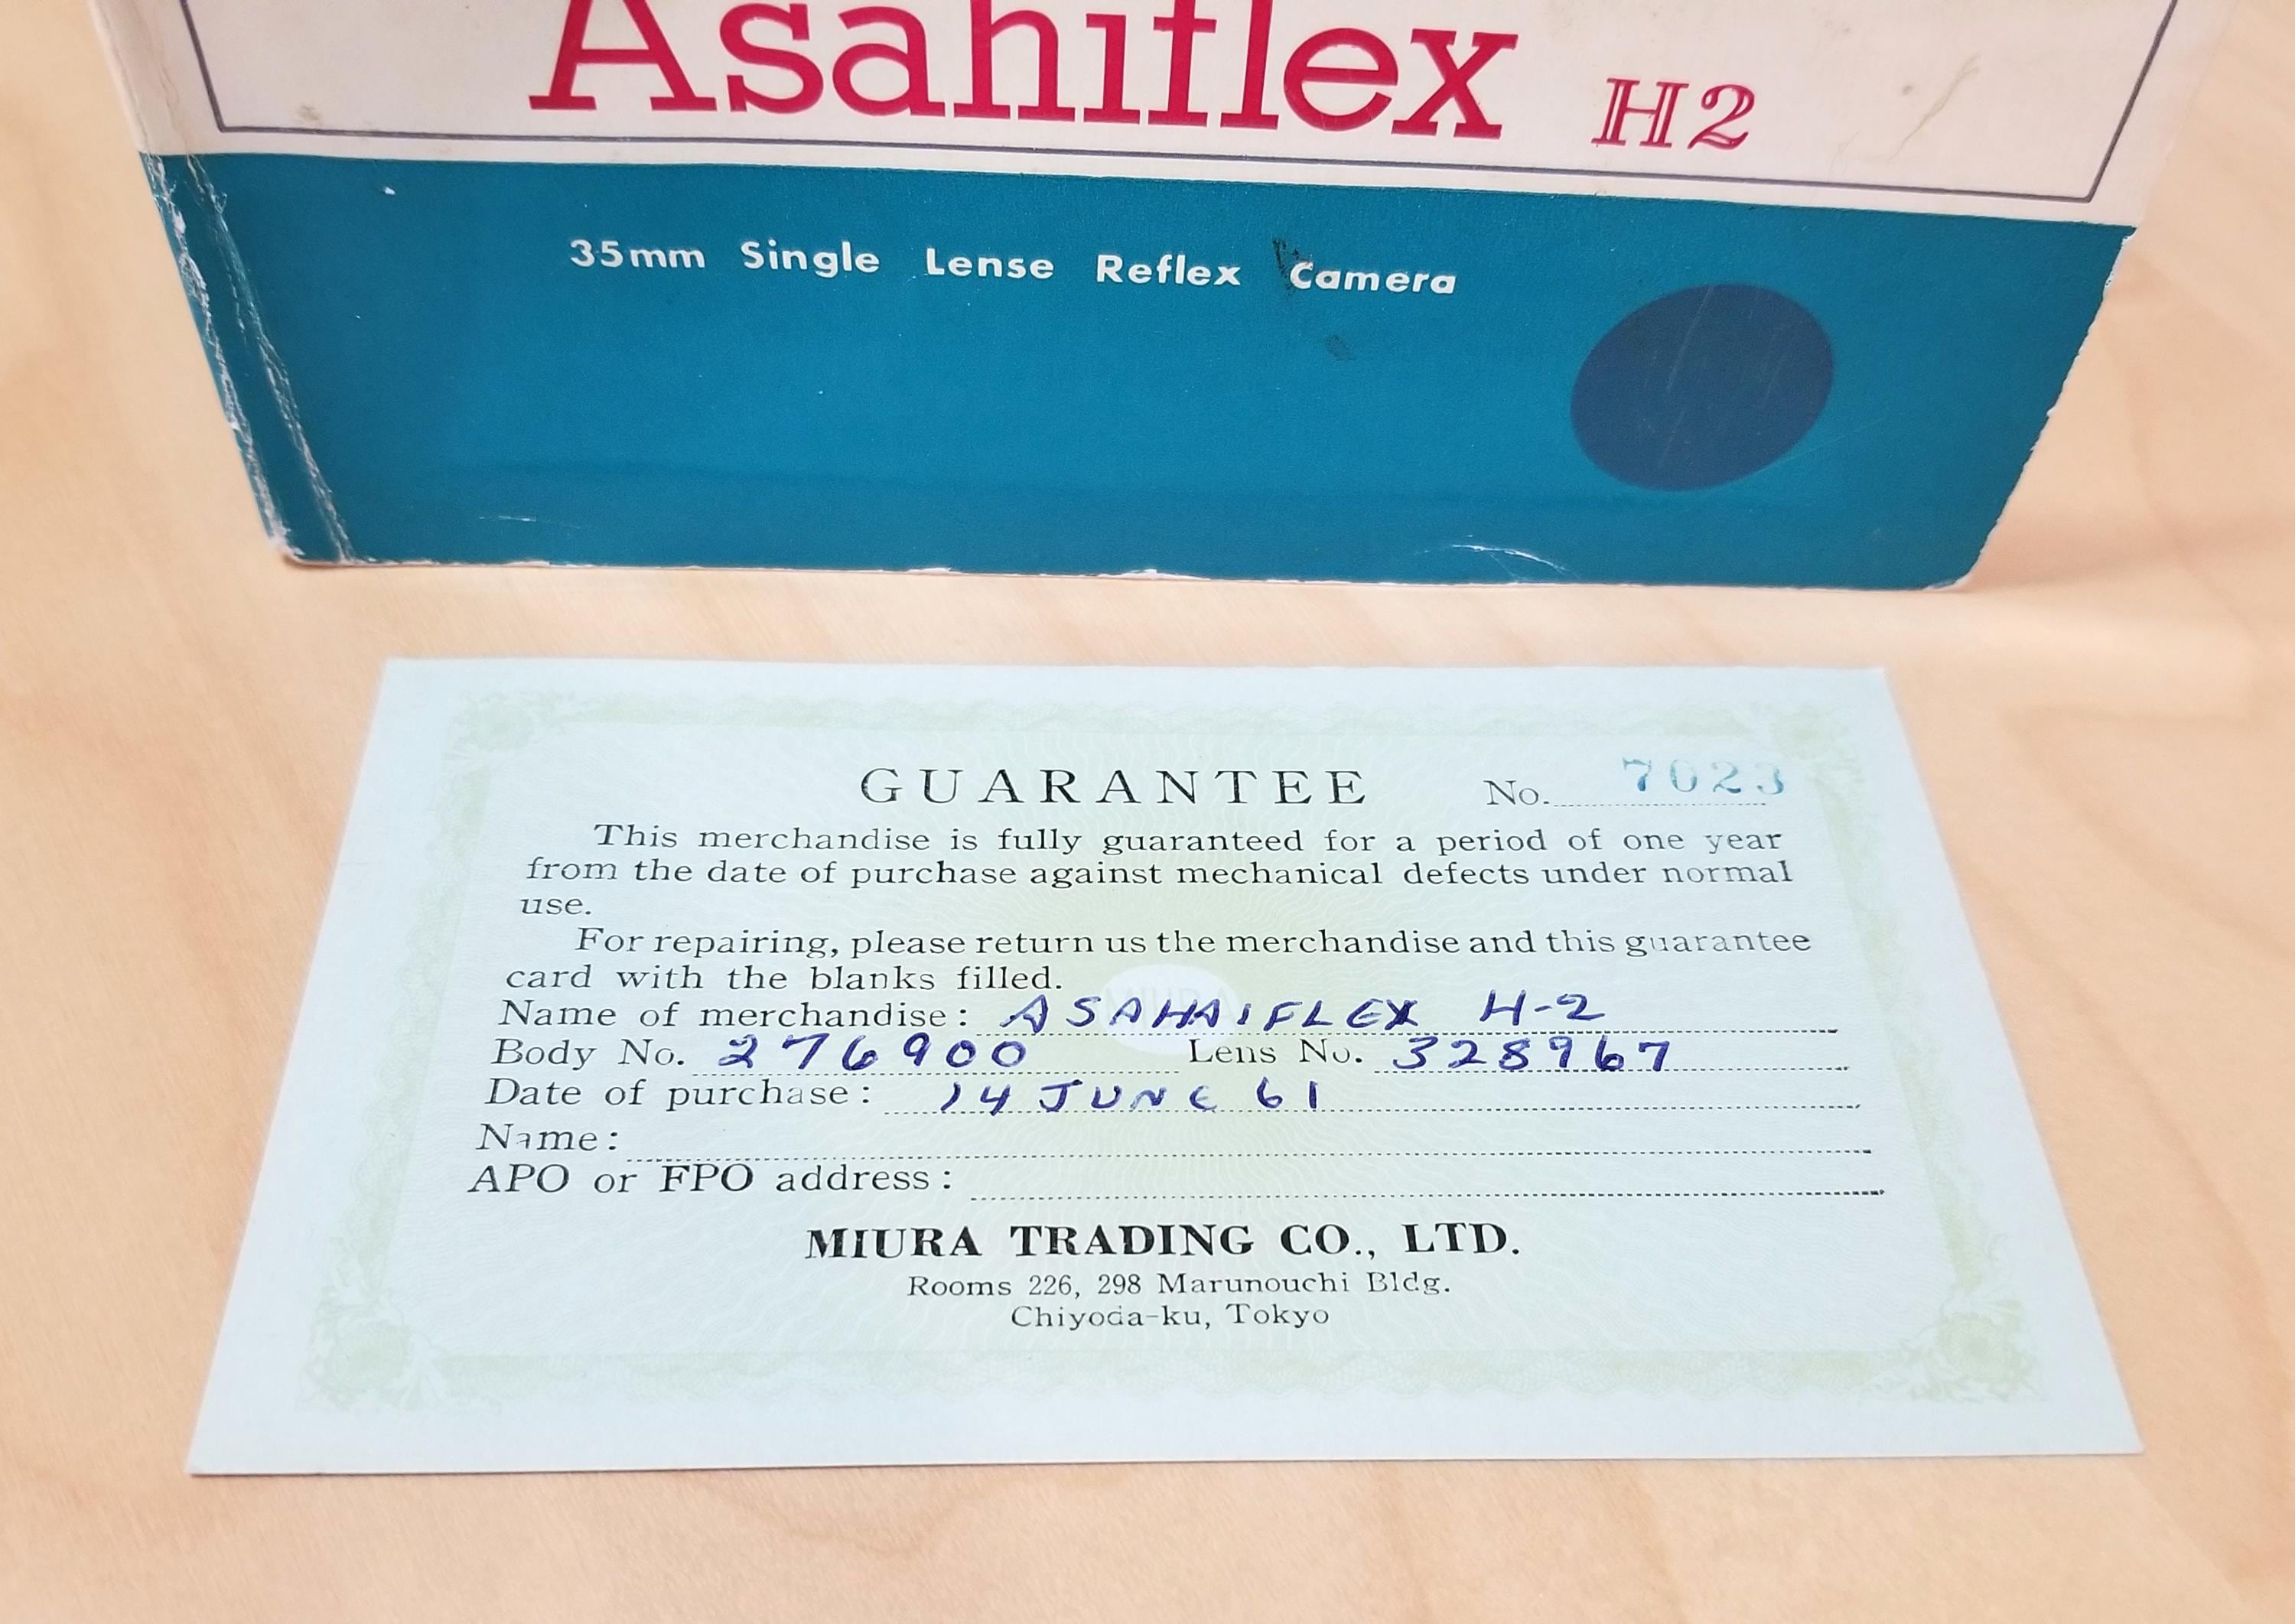 Asahiflex H2
35mm Single Lense Reflex Camera
GUARANTEE No. 7023
This merchandise is fully guaranteed for a period of one year
from the date of purchase against mechanical defects under normal
use.
For repairing, please return us the merchandise and this guarantee
card with the blanks filled.
Name of merchandise: ASAHAIFLEX H-2
Body No. 276900 Lens No. 328967
Date of purchase: 14 JUNE 61
Name:
APO or FPO address:
MIURA TRADING CO., LTD.
Rooms 226, 298 Marunouchi Bldg.
Chiyoda-ku, Tokyo